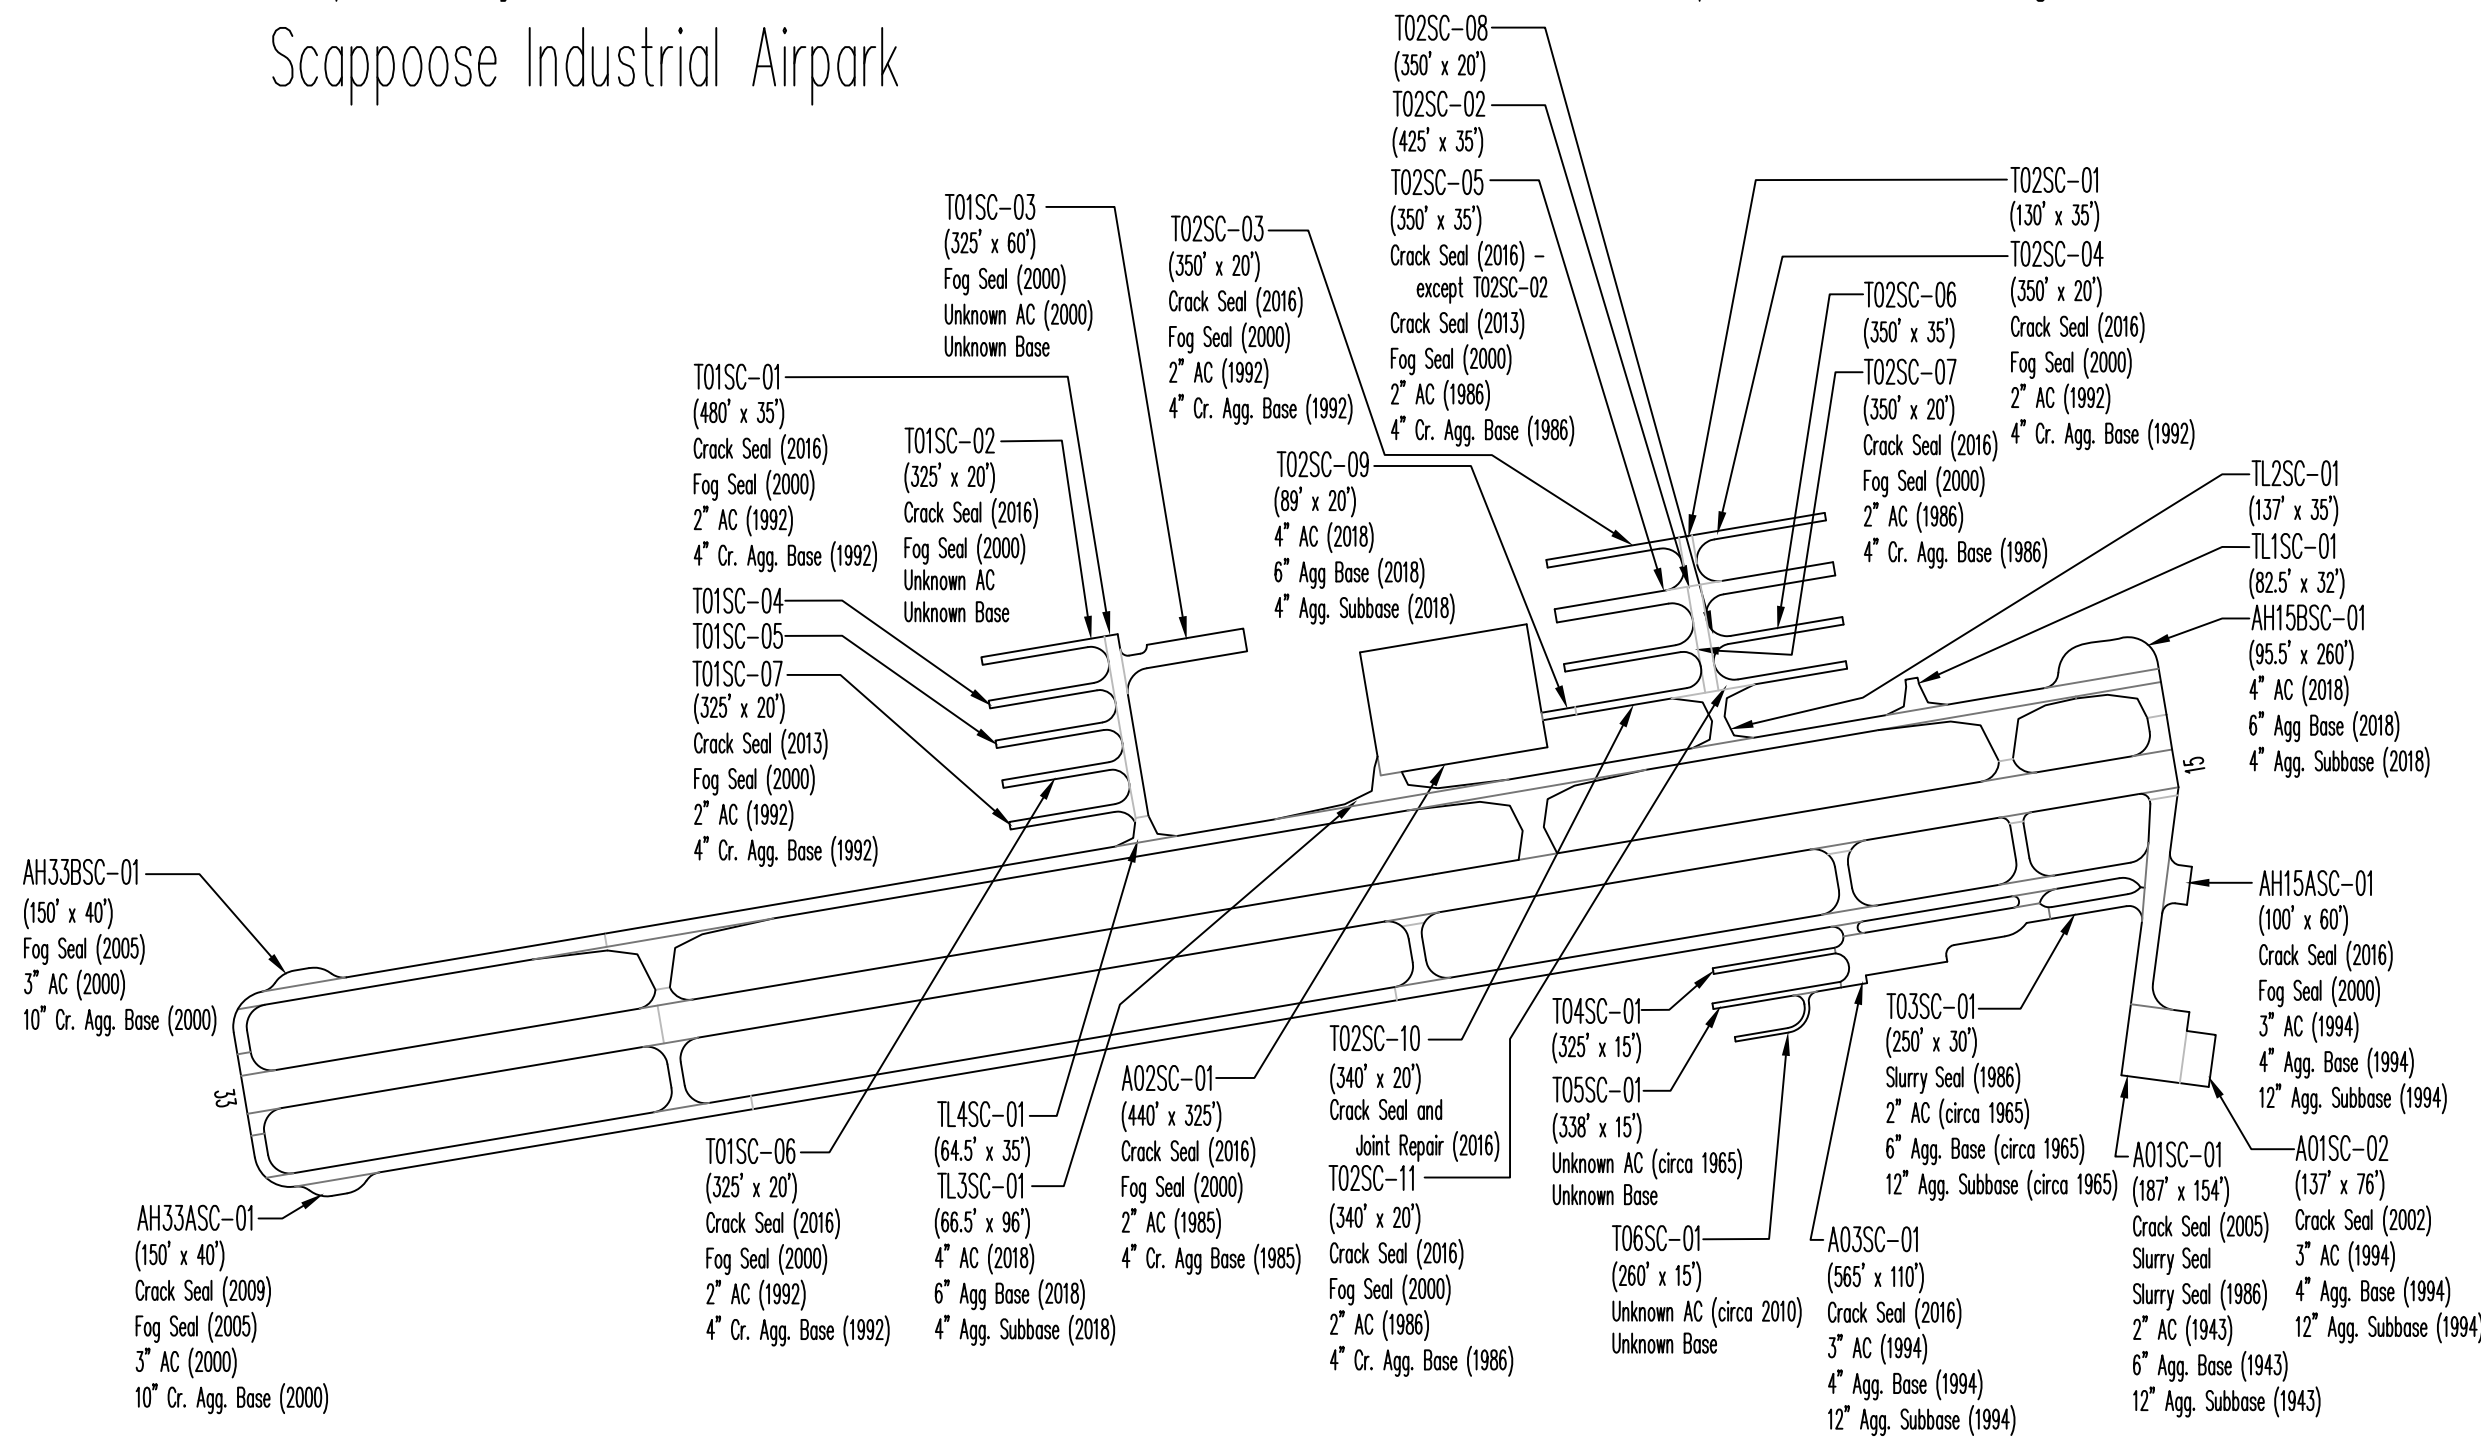 Scappoose Industrial Airpark
T02SC-08
(350' x 20')
T02SC-02
(425' x 35')
T02SC-05
(350' x 35')
Crack Seal (2016) -
except T02SC-02
Crack Seal (2013)
Fog Seal (2000)
2" AC (1986)
4" Cr. Agg. Base (1986)
T02SC-01
(130' x 35')
T02SC-04
(350' x 20')
Crack Seal (2016)
Fog Seal (2000)
2" AC (1992)
4" Cr. Agg. Base (1992)
T01SC-03
(325' x 60')
Fog Seal (2000)
Unknown AC (2000)
Unknown Base
T02SC-03
(350' x 20')
Crack Seal (2016)
Fog Seal (2000)
2" AC (1992)
4" Cr. Agg. Base (1992)
T02SC-06
(350' x 35')
T02SC-07
(350' x 20')
Crack Seal (2016)
Fog Seal (2000)
2" AC (1986)
4" Cr. Agg. Base (1986)
T01SC-01
(480' x 35')
Crack Seal (2016)
Fog Seal (2000)
2" AC (1992)
4" Cr. Agg. Base (1992)
T01SC-02
(325' x 20')
Crack Seal (2016)
Fog Seal (2000)
Unknown AC
Unknown Base
T02SC-09
(89' x 20')
4" AC (2018)
6" Agg Base (2018)
4" Agg. Subbase (2018)
TL2SC-01
(137' x 35')
TL1SC-01
(82.5' x 32')
AH15BSC-01
(95.5' x 260')
4" AC (2018)
6" Agg Base (2018)
4" Agg. Subbase (2018)
T01SC-04
T01SC-05
T01SC-07
(325' x 20')
Crack Seal (2013)
Fog Seal (2000)
2" AC (1992)
4" Cr. Agg. Base (1992)
15
AH33BSC-01
(150' x 40')
Fog Seal (2005)
3" AC (2000)
10" Cr. Agg. Base (2000)
AH15ASC-01
(100' x 60')
Crack Seal (2016)
Fog Seal (2000)
3" AC (1994)
4" Agg. Base (1994)
12" Agg. Subbase (1994)
33
AH33ASC-01
(150' x 40')
Crack Seal (2009)
Fog Seal (2005)
3" AC (2000)
10" Cr. Agg. Base (2000)
T01SC-06
(325' x 20')
Crack Seal (2016)
Fog Seal (2000)
2" AC (1992)
4" Cr. Agg. Base (1992)
TL4SC-01
(64.5' x 35')
TL3SC-01
(66.5' x 96')
4" AC (2018)
6" Agg Base (2018)
4" Agg. Subbase (2018)
A02SC-01
(440' x 325')
Crack Seal (2016)
Fog Seal (2000)
2" AC (1985)
4" Cr. Agg Base (1985)
T02SC-10
(340' x 20')
Crack Seal and
Joint Repair (2016)
T02SC-11
(340' x 20')
Crack Seal (2016)
Fog Seal (2000)
2" AC (1986)
4" Cr. Agg. Base (1986)
T04SC-01
(325' x 15')
T05SC-01
(338' x 15')
Unknown AC (circa 1965)
Unknown Base
T06SC-01
(260' x 15')
Unknown AC (circa 2010)
Unknown Base
T03SC-01
(250' x 30')
Slurry Seal (1986)
2" AC (circa 1965)
6" Agg. Base (circa 1965)
12" Agg. Subbase (circa 1965)
A03SC-01
(565' x 110')
Crack Seal (2016)
3" AC (1994)
4" Agg. Base (1994)
12" Agg. Subbase (1994)
A01SC-01
(187' x 154')
Crack Seal (2005)
Slurry Seal
Slurry Seal (1986)
2" AC (1943)
6" Agg. Base (1943)
12" Agg. Subbase (1943)
A01SC-02
(137' x 76')
Crack Seal (2002)
3" AC (1994)
4" Agg. Base (1994)
12" Agg. Subbase (1994)